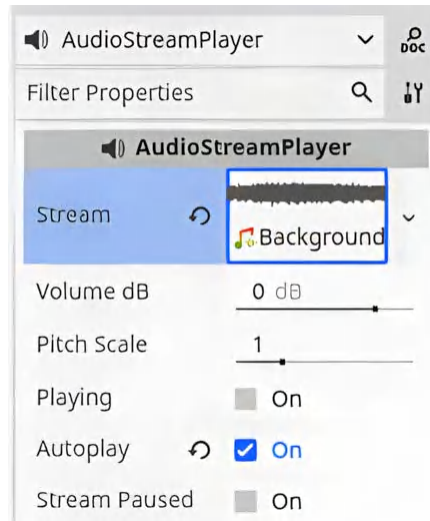 AudioStreamPlayer
DOC
Filter Properties
AudioStreamPlayer
Stream
Background
Volume dB 0 dB
Pitch Scale 1
Playing On
Autoplay On
Stream Paused On